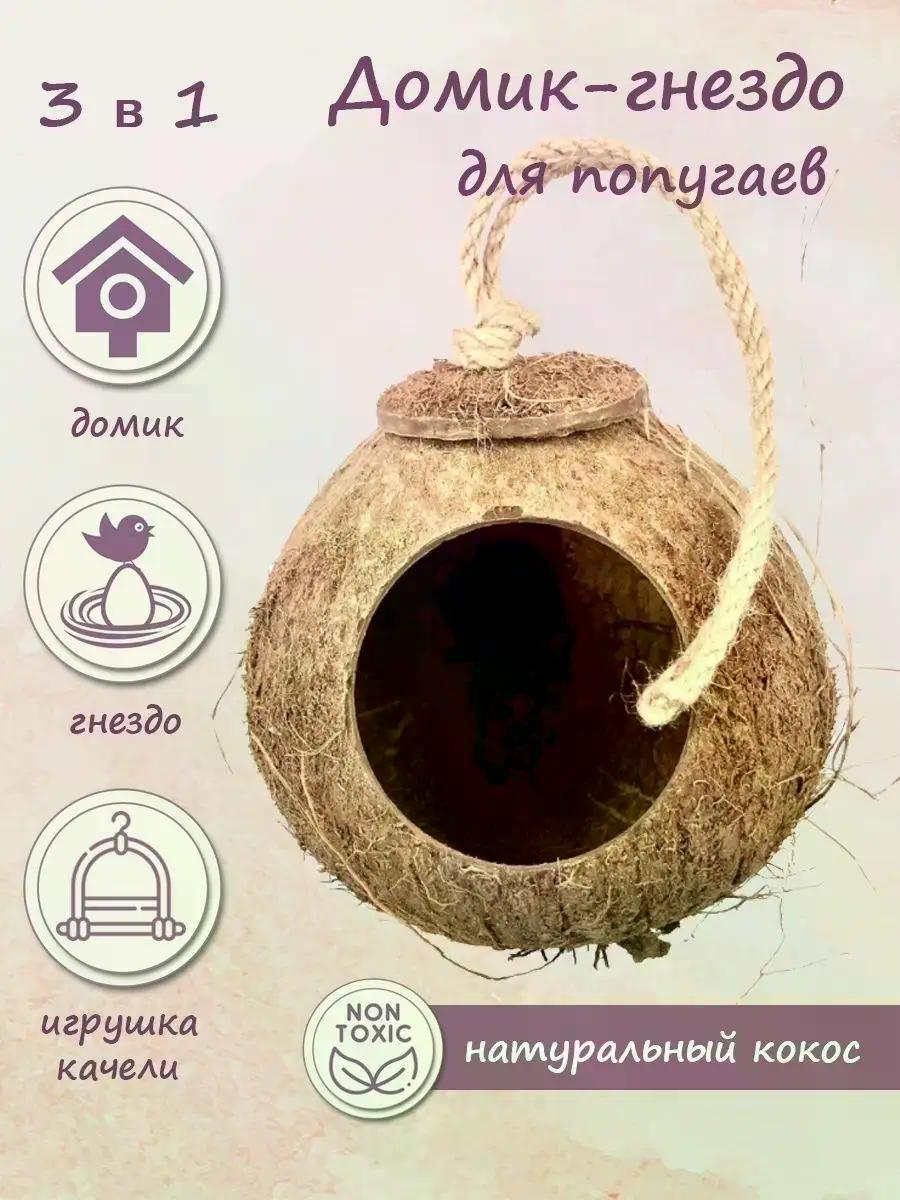 3 в 1
Домик-гнездо
для попугаев
домик
гнездо
игрушка
качели
NON
TOXIC
натуральный кокос